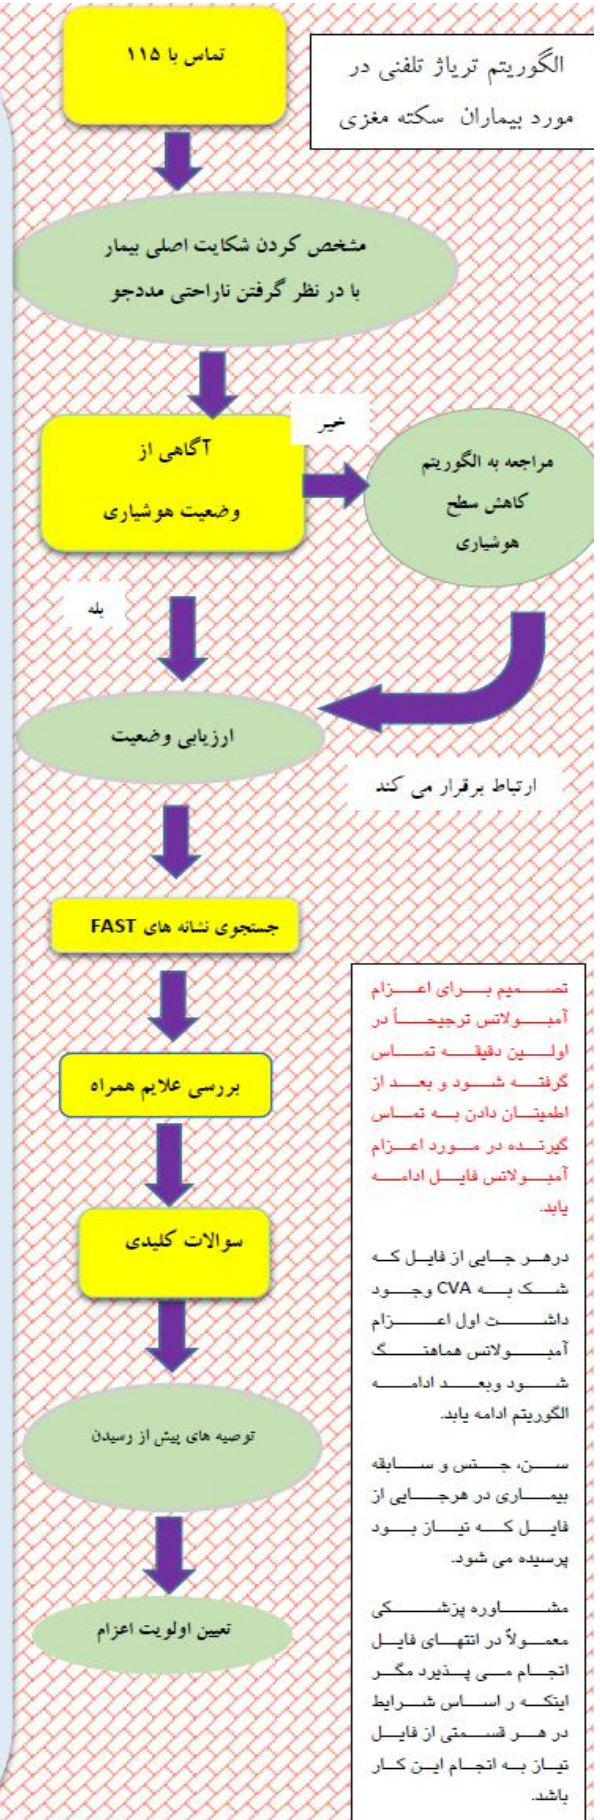 الگوریتم تریاژ تلفنی در
مورد بیماران سکته مغزی
تماس با ۱۱۵
مشخص کردن شکایت اصلی بیمار
با در نظر گرفتن ناراحتی مددجو
آگاهی از
وضعیت هوشیاری
خیر
مراجعه به الگوریتم
کاهش سطح
هوشیاری
بله
ارزیابی وضعیت
ارتباط برقرار می کند
جستجوی نشانه های FAST
بررسی علایم همراه
سوالات کلیدی
توصیه های پیش از رسیدن
تعیین اولویت اعزام
تصمیم برای اعزام
آمبولانس ترجیحاً در
اولین دقیقه تماس
گرفته شود و بعد از
اطمینان دادن به تماس
گیرنده در مورد اعزام
آمبولانس فایل ادامه
یابد.
درهر جایی از فایل که
شک به CVA وجود
داشت اول اعزام
آمبولانس هماهنگ
شود وبعد ادامه
الگوریتم ادامه یابد.
سن، جنس و سابقه
بیماری در هرجایی از
فایل که نیاز بود
پرسیده می شود.
مشاوره پزشکی
معمولاً در انتهای فایل
انجام می پذیرد مگر
اینکه ر اساس شرایط
در هر قسمتی از فایل
نیاز به انجام این کار
باشد.